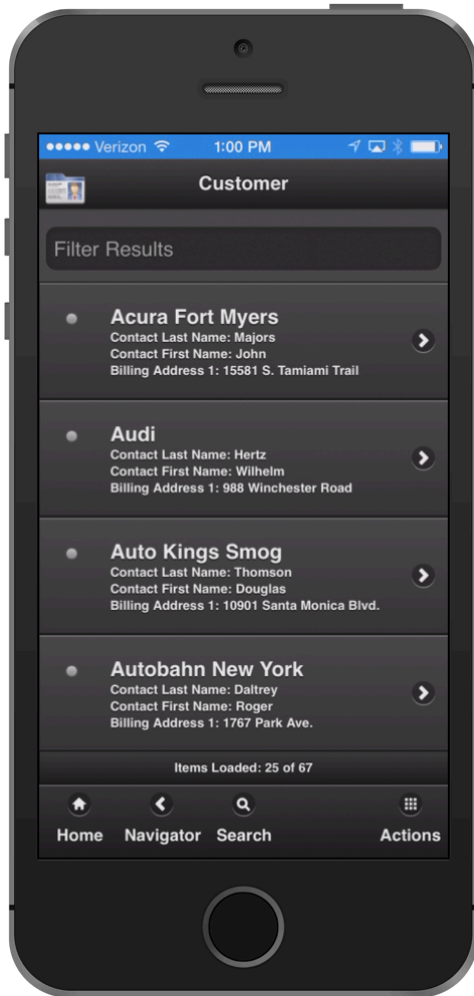 Verizon 1:00 PM
Customer
Filter Results
Acura Fort Myers
Contact Last Name: Majors
Contact First Name: John
Billing Address 1: 15581 S. Tamiami Trail
Audi
Contact Last Name: Hertz
Contact First Name: Wilhelm
Billing Address 1: 988 Winchester Road
Auto Kings Smog
Contact Last Name: Thomson
Contact First Name: Douglas
Billing Address 1: 10901 Santa Monica Blvd.
Autobahn New York
Contact Last Name: Daltrey
Contact First Name: Roger
Billing Address 1: 1767 Park Ave.
Items Loaded: 25 of 67
Home Navigator Search Actions